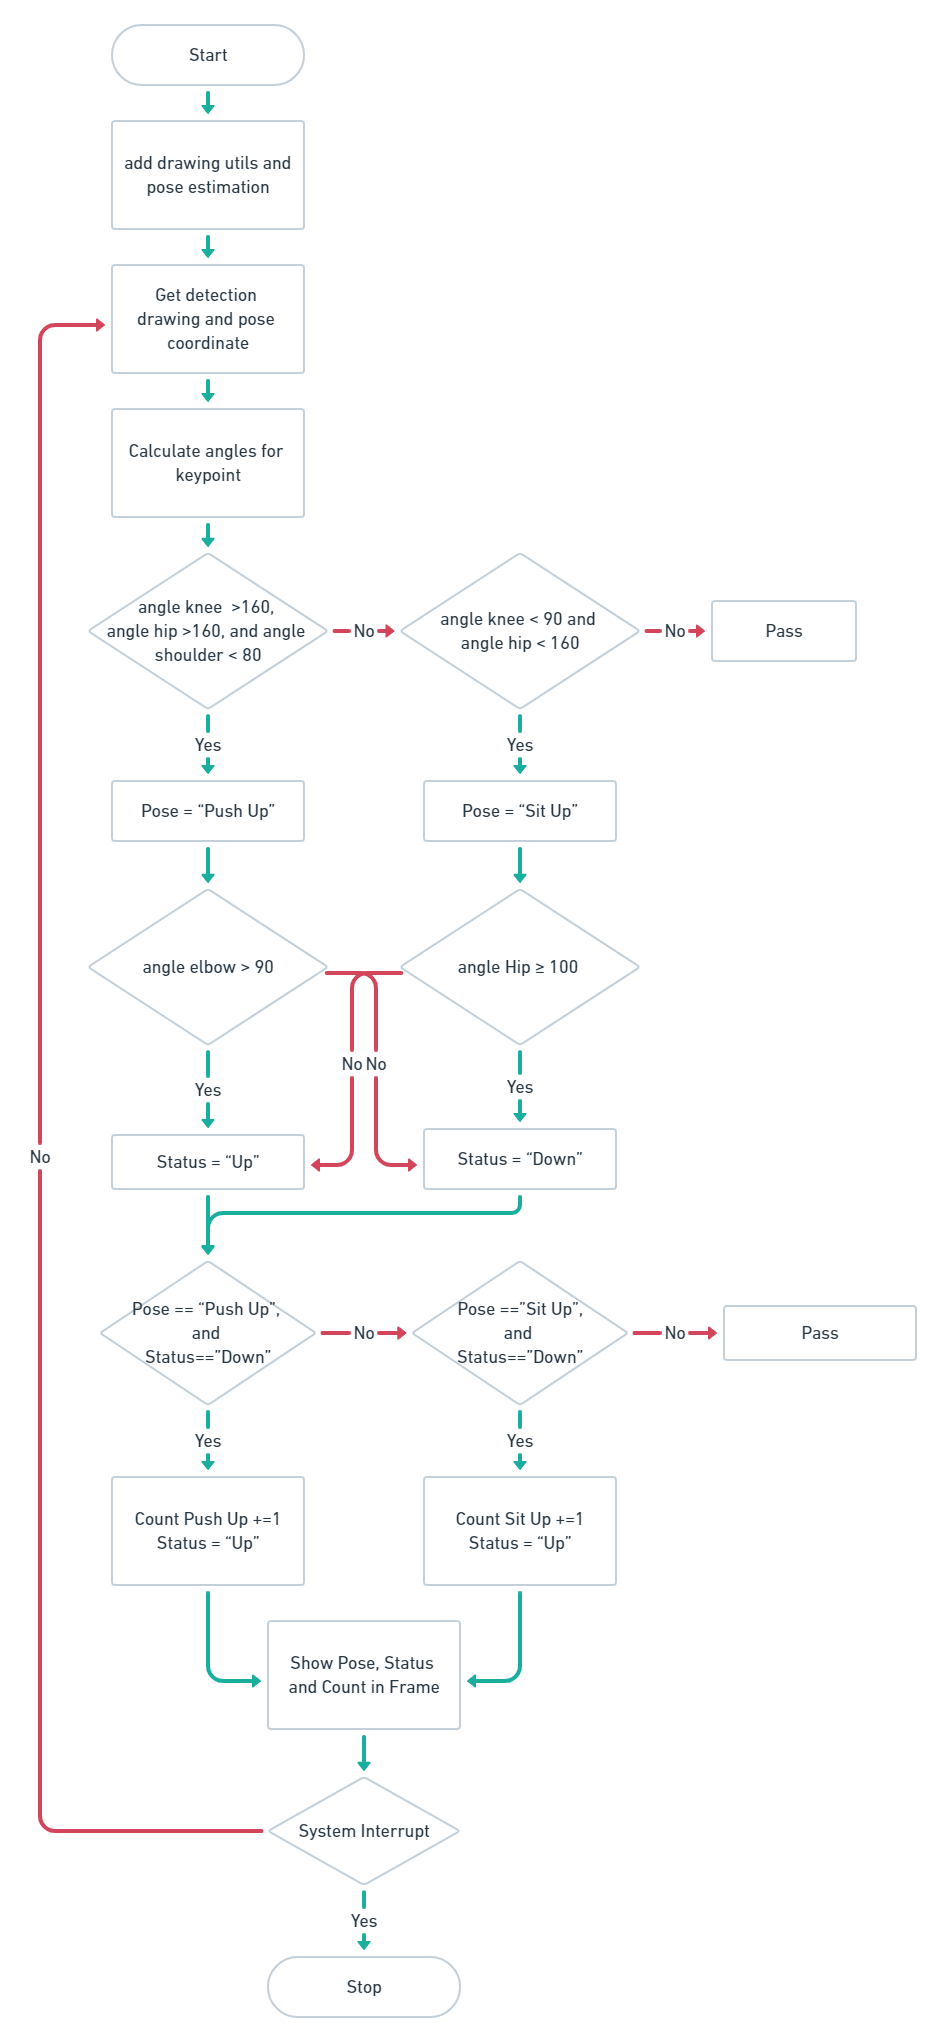 Start
add drawing utils and
pose estimation
Get detection
drawing and pose
coordinate
Calculate angles for
keypoint
angle knee  >160,
angle hip >160, and angle
shoulder < 80
No
angle knee < 90 and
angle hip < 160
No
Pass
Yes
Yes
Pose = “Push Up”
Pose = “Sit Up”
angle elbow > 90
angle Hip ≥ 100
No
No
Yes
Yes
No
Status = “Up”
Status = “Down”
Pose == “Push Up”,
and
Status==”Down”
No
Pose ==”Sit Up”,
and
Status==”Down”
No
Pass
Yes
Yes
Count Push Up +=1
Status = “Up”
Count Sit Up +=1
Status = “Up”
Show Pose, Status
and Count in Frame
System Interrupt
Yes
Stop